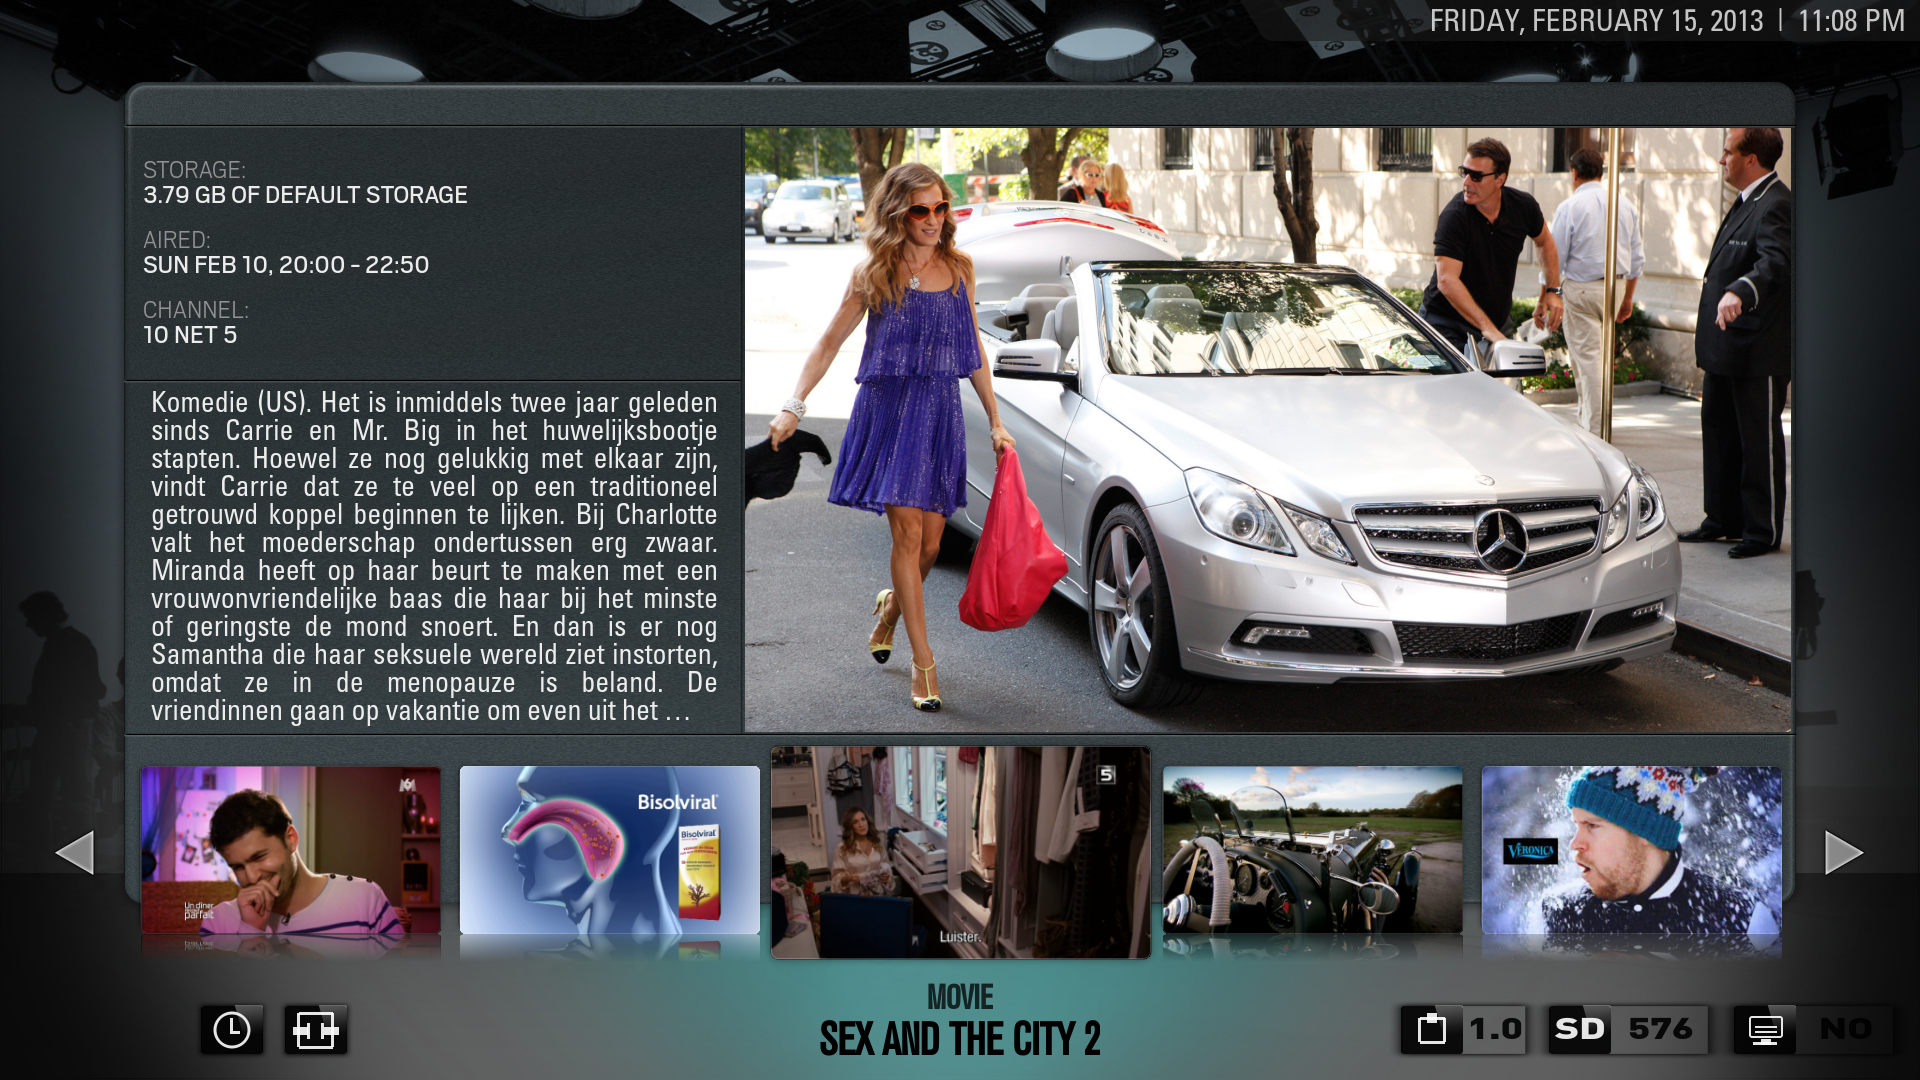 FRIDAY, FEBRUARY 15, 2013 | 11:08 PM
STORAGE:
3.79 GB OF DEFAULT STORAGE
AIRED:
SUN FEB 10, 20:00 - 22:50
CHANNEL:
10 NET 5
Komedie (US). Het is inmiddels twee jaar geleden
sinds Carrie en Mr. Big in het huwelijksbootje
stapten. Hoewel ze nog gelukkig met elkaar zijn,
vindt Carrie dat ze te veel op een traditioneel
getrouwd koppel beginnen te lijken. Bij Charlotte
valt het moederschap ondertussen erg zwaar.
Miranda heeft op haar beurt te maken met een
vrouwonvriendelijke baas die haar bij het minste
of geringste de mond snoert. En dan is er nog
Samantha die haar seksuele wereld ziet instorten,
omdat ze in de menopauze is beland. De
vriendinnen gaan op vakantie om even uit het ...
M6
Un dîner
parfait
Bisolviral
Bisolviral
5
Luister.
VERONICA
MOVIE
SEX AND THE CITY 2
1.0
SD 576
NO